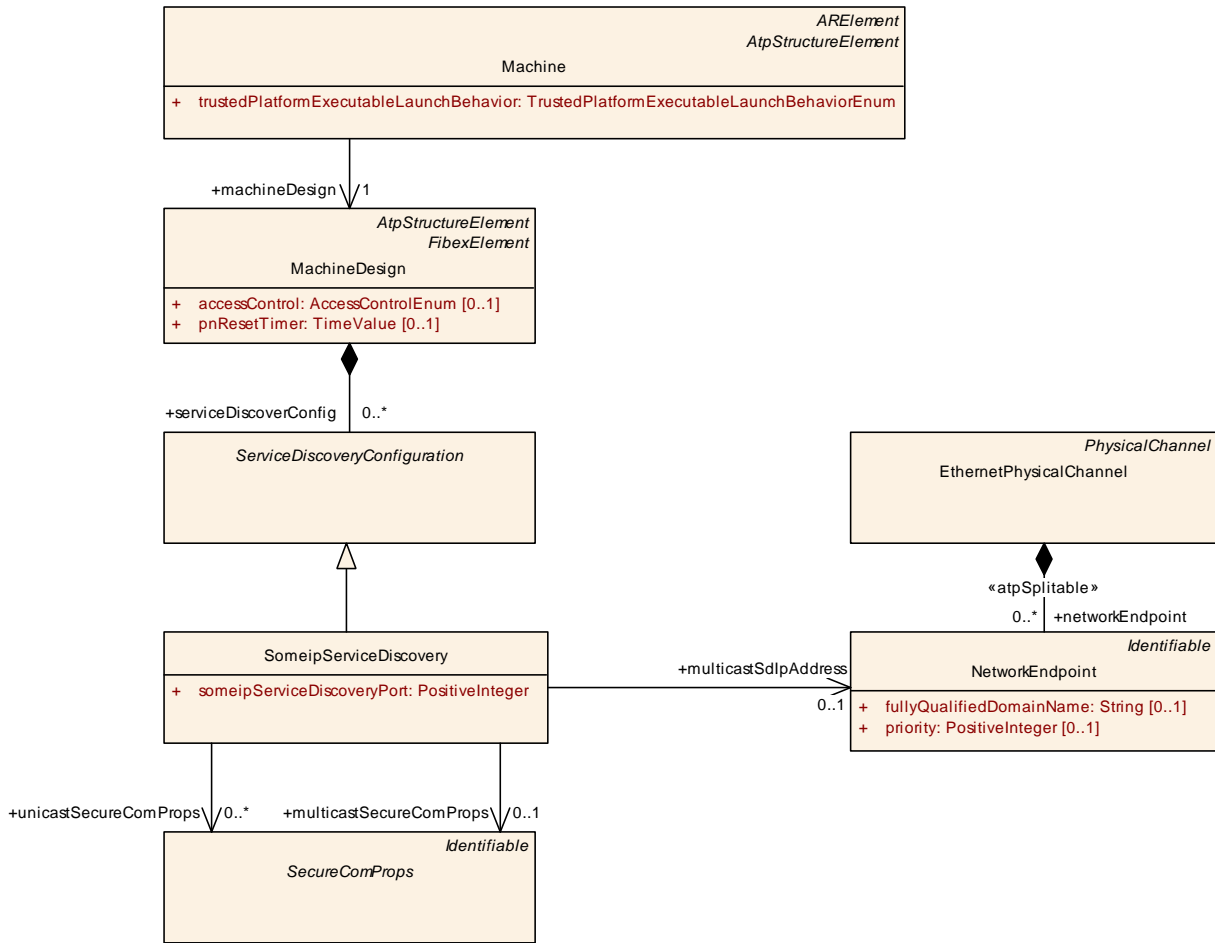 ARElement
AtpStructureElement
Machine
+ trustedPlatformExecutableLaunchBehavior: TrustedPlatformExecutableLaunchBehaviorEnum
+machineDesign 1
AtpStructureElement
FibexElement
MachineDesign
+ accessControl: AccessControlEnum [0..1]
+ pnResetTimer: TimeValue [0..1]
+serviceDiscoverConfig 0..*
ServiceDiscoveryConfiguration
PhysicalChannel
EthernetPhysicalChannel
«atpSplitable»
0..* +networkEndpoint
SomeipServiceDiscovery
+ someipServiceDiscoveryPort: PositiveInteger
+multicastSdIpAddress
0..1
Identifiable
NetworkEndpoint
+ fullyQualifiedDomainName: String [0..1]
+ priority: PositiveInteger [0..1]
+unicastSecureComProps 0..* +multicastSecureComProps 0..1
Identifiable
SecureComProps